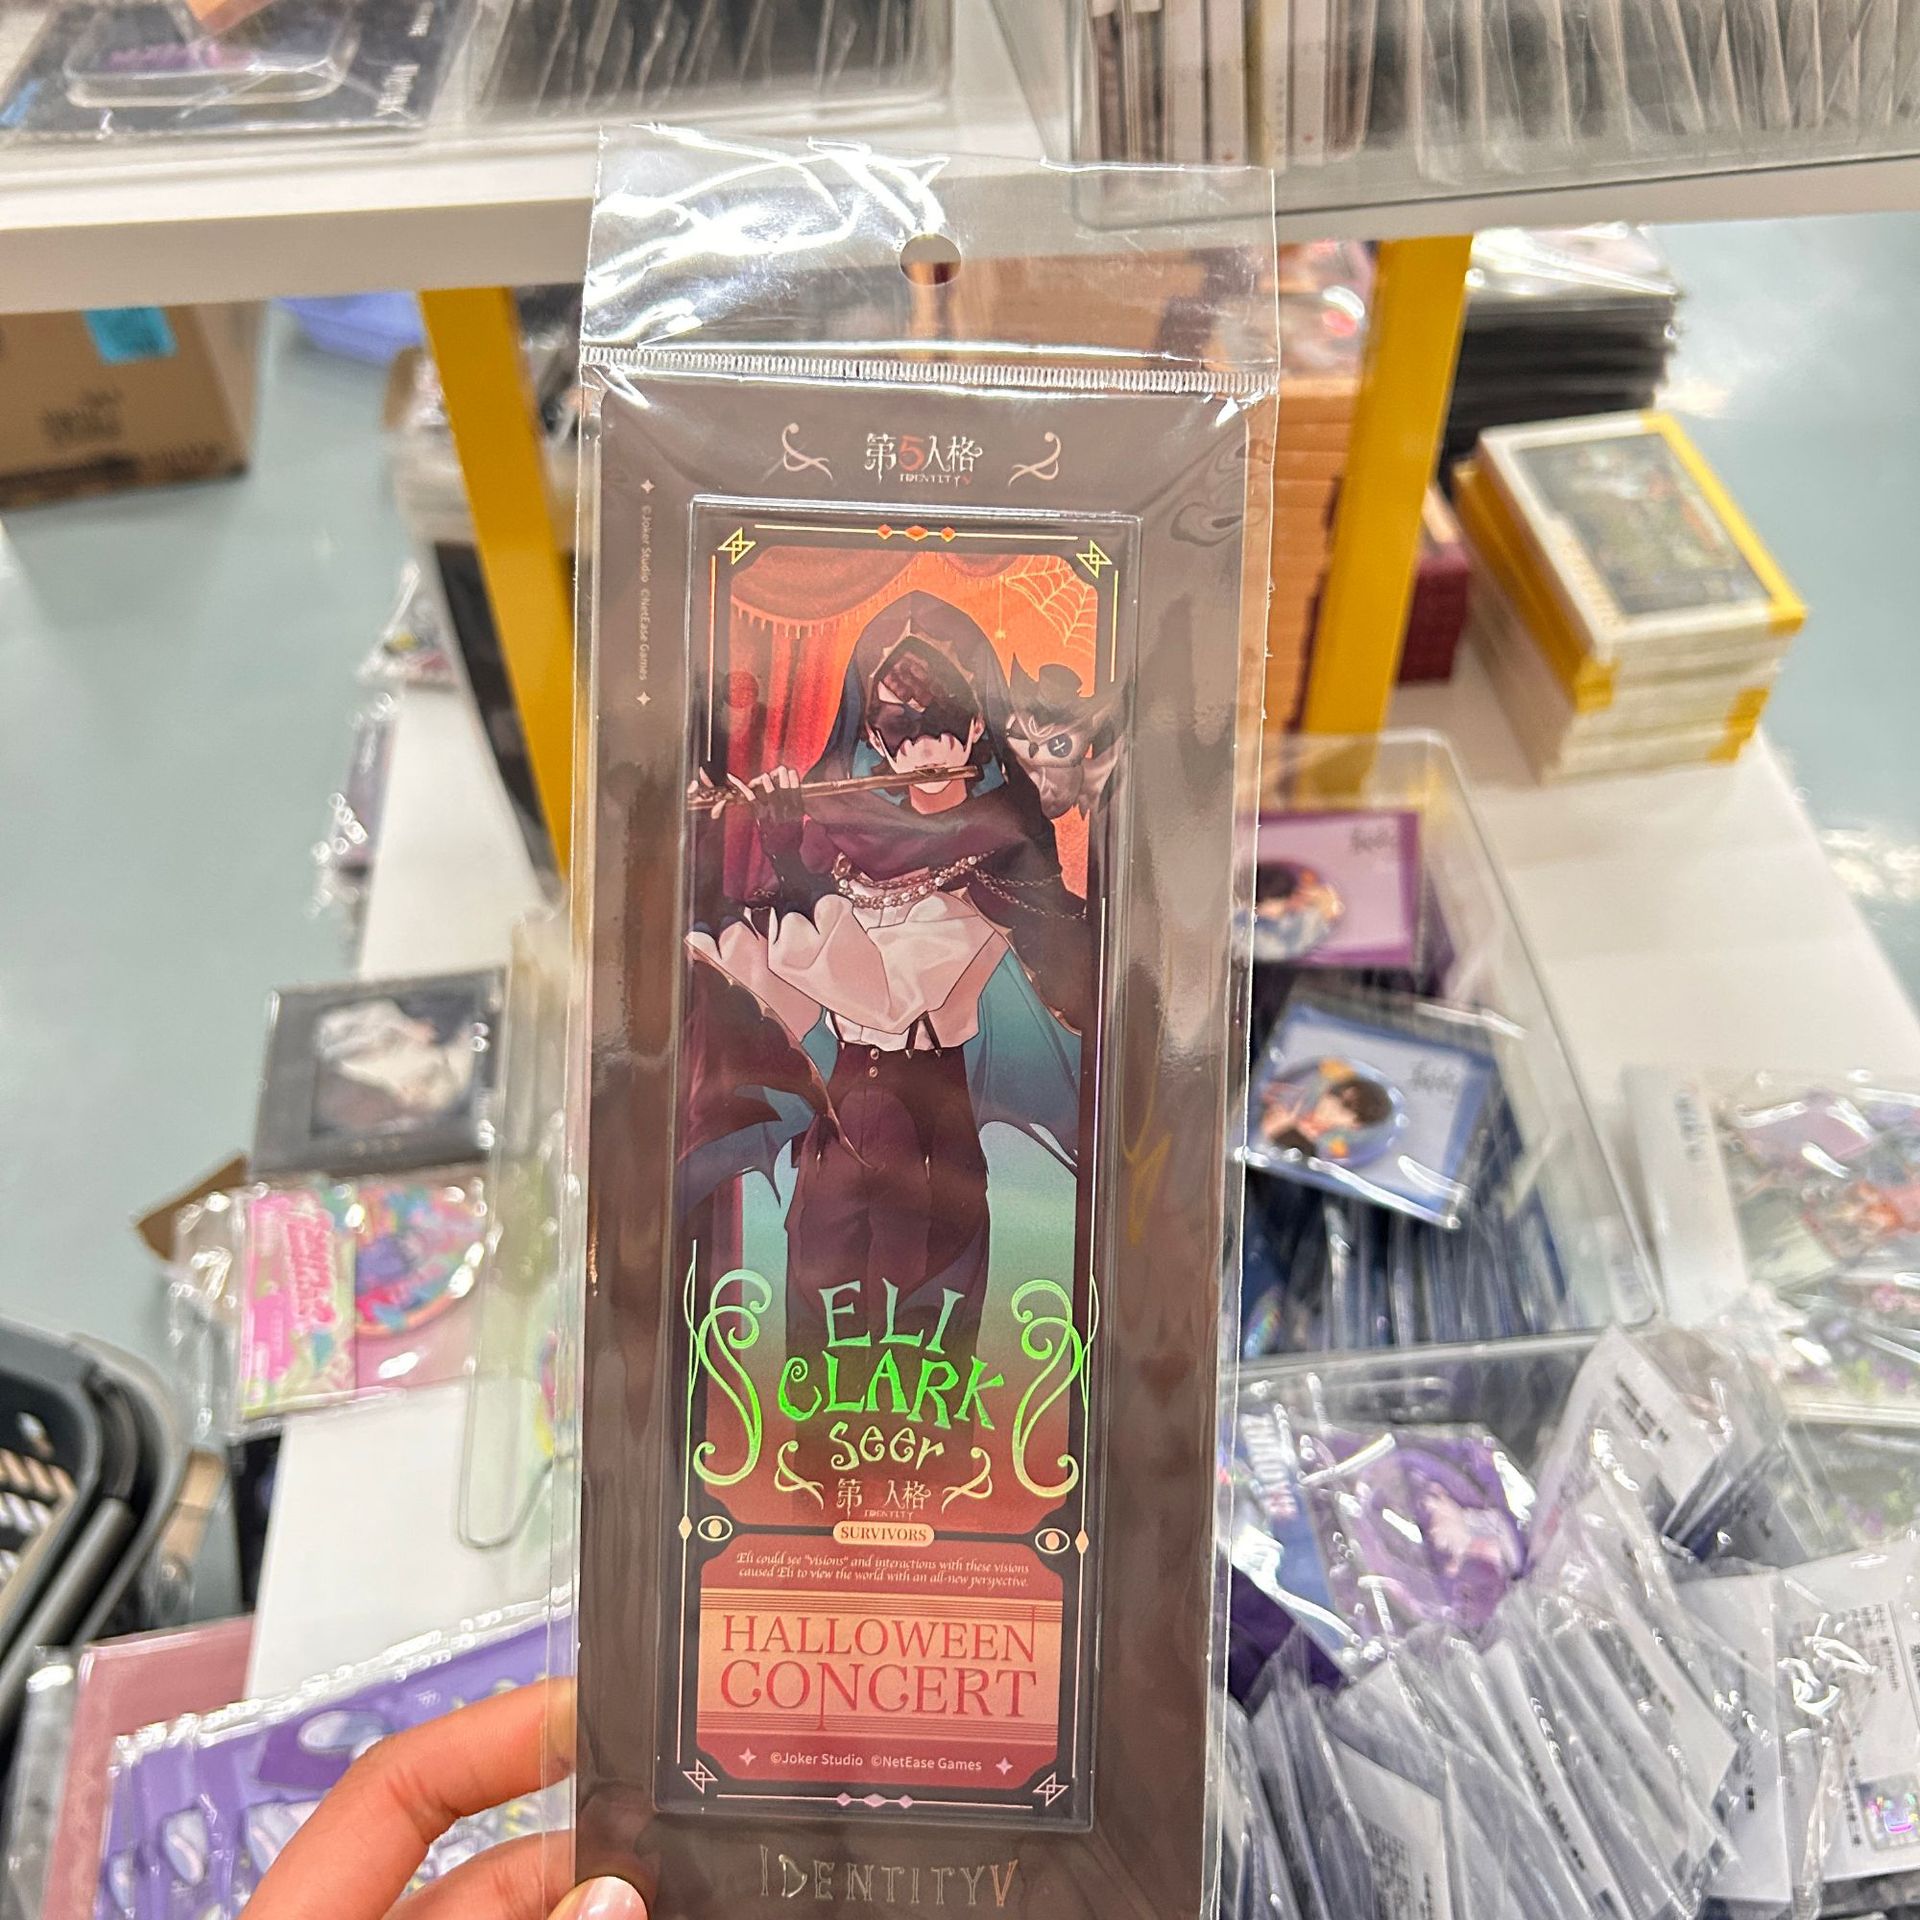 第5人格
IDENTITY V
©Joker Studio ©NetEase Games
ELI
CLARK
seer
第 人格
IDENTITY
SURVIVORS
Eli could see "visions" and interactions with these visions
caused Eli to view the world with an all-new perspective.
HALLOWEEN
CONCERT
©Joker Studio ©NetEase Games
IDENTITYV